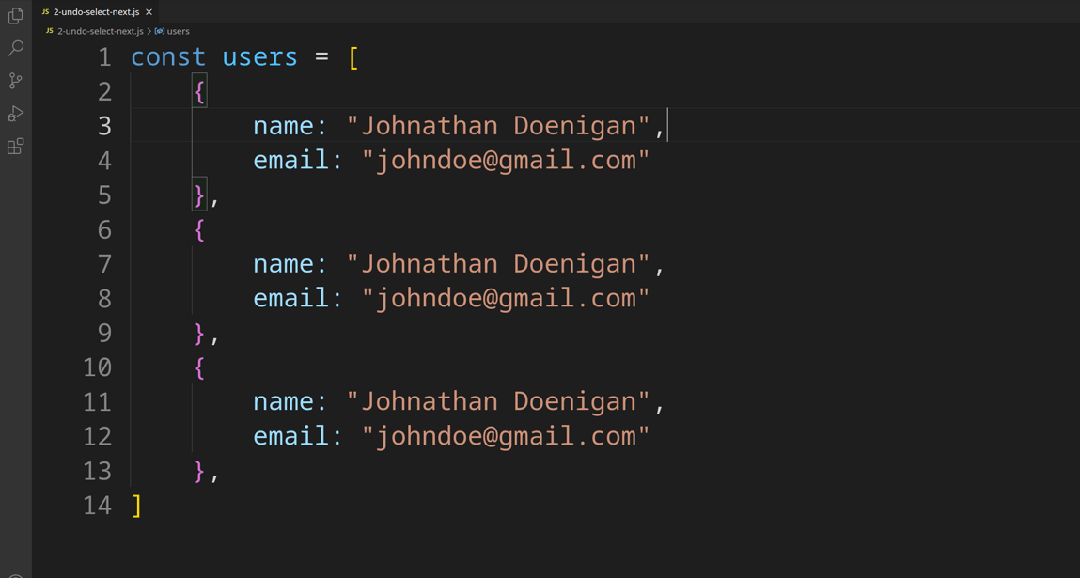 JS 2-undo-select-next.js X
JS 2-undo-select-next.js > users
1 const users = [
2 {
3 name: "Johnathan Doenigan",
4 email: "johndoe@gmail.com"
5 },
6 {
7 name: "Johnathan Doenigan",
8 email: "johndoe@gmail.com"
9 },
10 {
11 name: "Johnathan Doenigan",
12 email: "johndoe@gmail.com"
13 },
14 ]